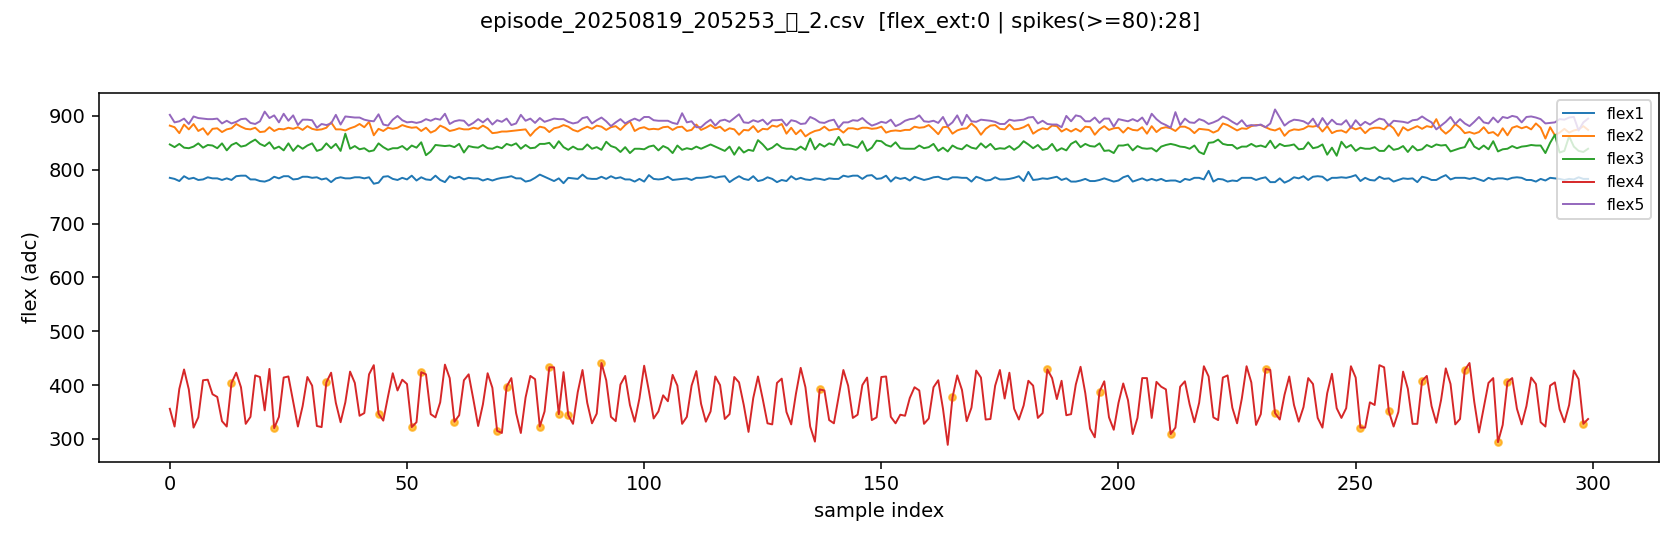 episode_20250819_205253_▯_2.csv  [flex_ext:0 | spikes(>=80):28]
flex (adc)
900
800
700
600
500
400
300
flex1
flex2
flex3
flex4
flex5
0
50
100
150
200
250
300
sample index